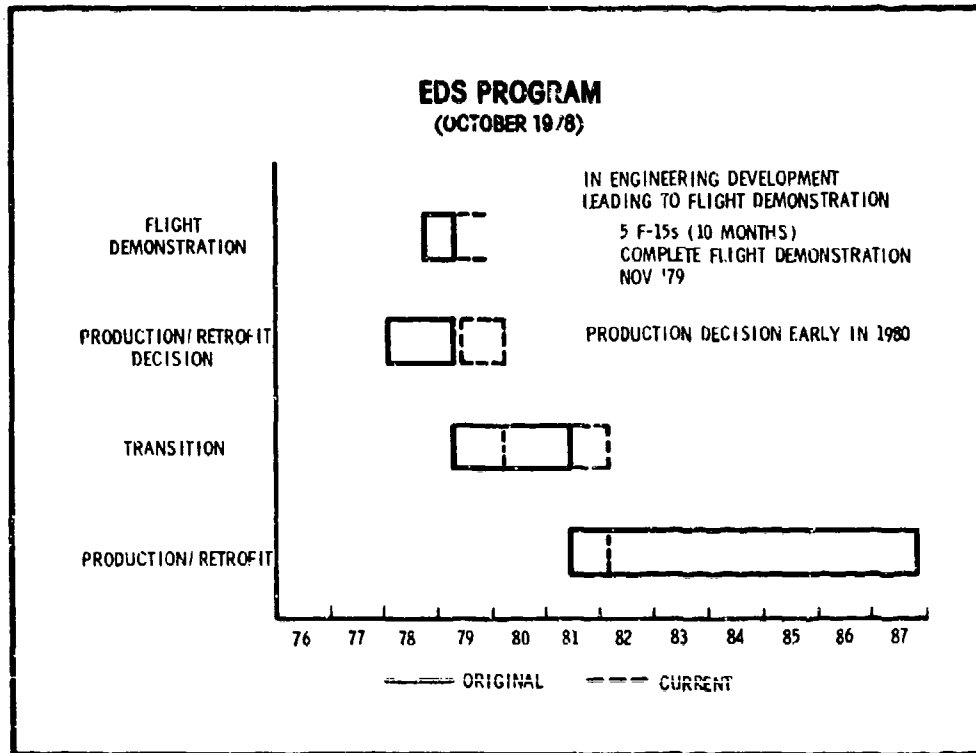 EDS PROGRAM
(OCTOBER 1978)
IN ENGINEERING DEVELOPMENT
LEADING TO FLIGHT DEMONSTRATION
5 F-15s (10 MONTHS)
COMPLETE FLIGHT DEMONSTRATION
NOV '79
FLIGHT
DEMONSTRATION
PRODUCTION/RETROFIT
DECISION
PRODUCTION DECISION EARLY IN 1980
TRANSITION
PRODUCTION/RETROFIT
76 77 78 79 80 81 82 83 84 85 86 87
ORIGINAL CURRENT